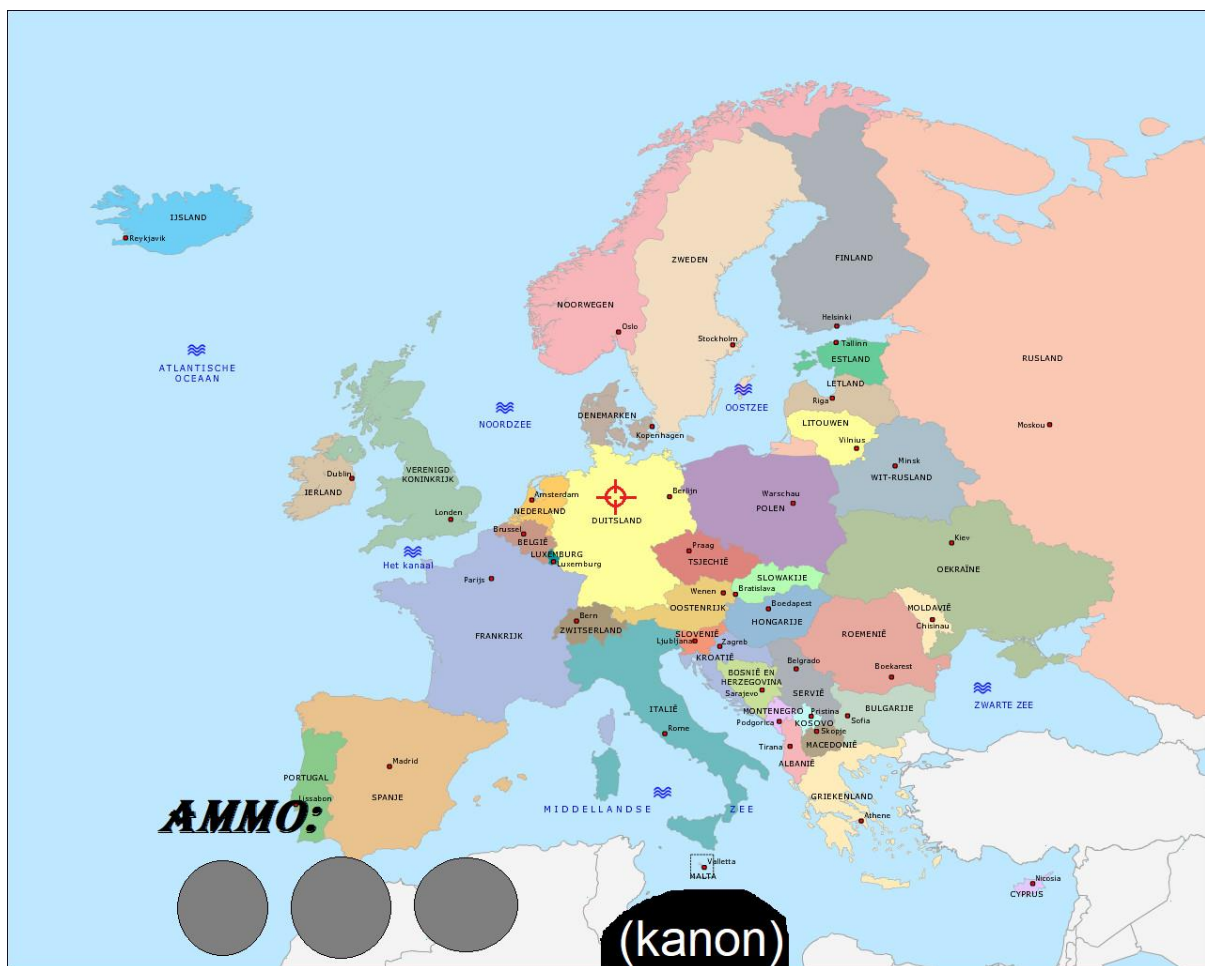 IJSLAND
Reykjavik
ZWEDEN
FINLAND
NOORWEGEN
Oslo
Helsinki
Stockholm
Tallinn
ESTLAND
RUSLAND
ATLANTISCHE
OCEAAN
LETLAND
Riga
OOSTZEE
DENEMARKEN
NOORDZEE
LITOUWEN
Moskou
Kopenhagen
Vilnius
Minsk
WIT-RUSLAND
VERENIGD
KONINKRIJK
Dublin
IERLAND
Amsterdam
NEDERLAND
Berlijn
Warschau
POLEN
Londen
DUITSLAND
Brussel
BELGIË
Kiev
OEKRAÏNE
Praag
TSJECHIË
LUXEMBURG
Luxemburg
Het kanaal
Parijs
SLOWAKIJE
Bratislava
Wenen
OOSTENRIJK
Boedapest
HONGARIJE
MOLDAVIË
Chisinau
Bern
ZWITSERLAND
FRANKRIJK
SLOVENIË
Ljubljana
Zagreb
KROATIË
ROEMENIË
Belgrado
Boekarest
BOSNIË EN
HERZEGOVINA
Sarajevo
SERVIË
ZWARTE ZEE
ITALIË
MONTENEGRO
Podgorica
Pristina
KOSOVO
BULGARIJE
Sofia
Rome
Skopje
MACEDONIË
Tirana
ALBANIË
Madrid
PORTUGAL
SPANJE
Lissabon
GRIEKENLAND
Athene
MIDDELLANDSE ZEE
AMMO:
Valletta
MALTA
Nicosia
CYPRUS
(kanon)